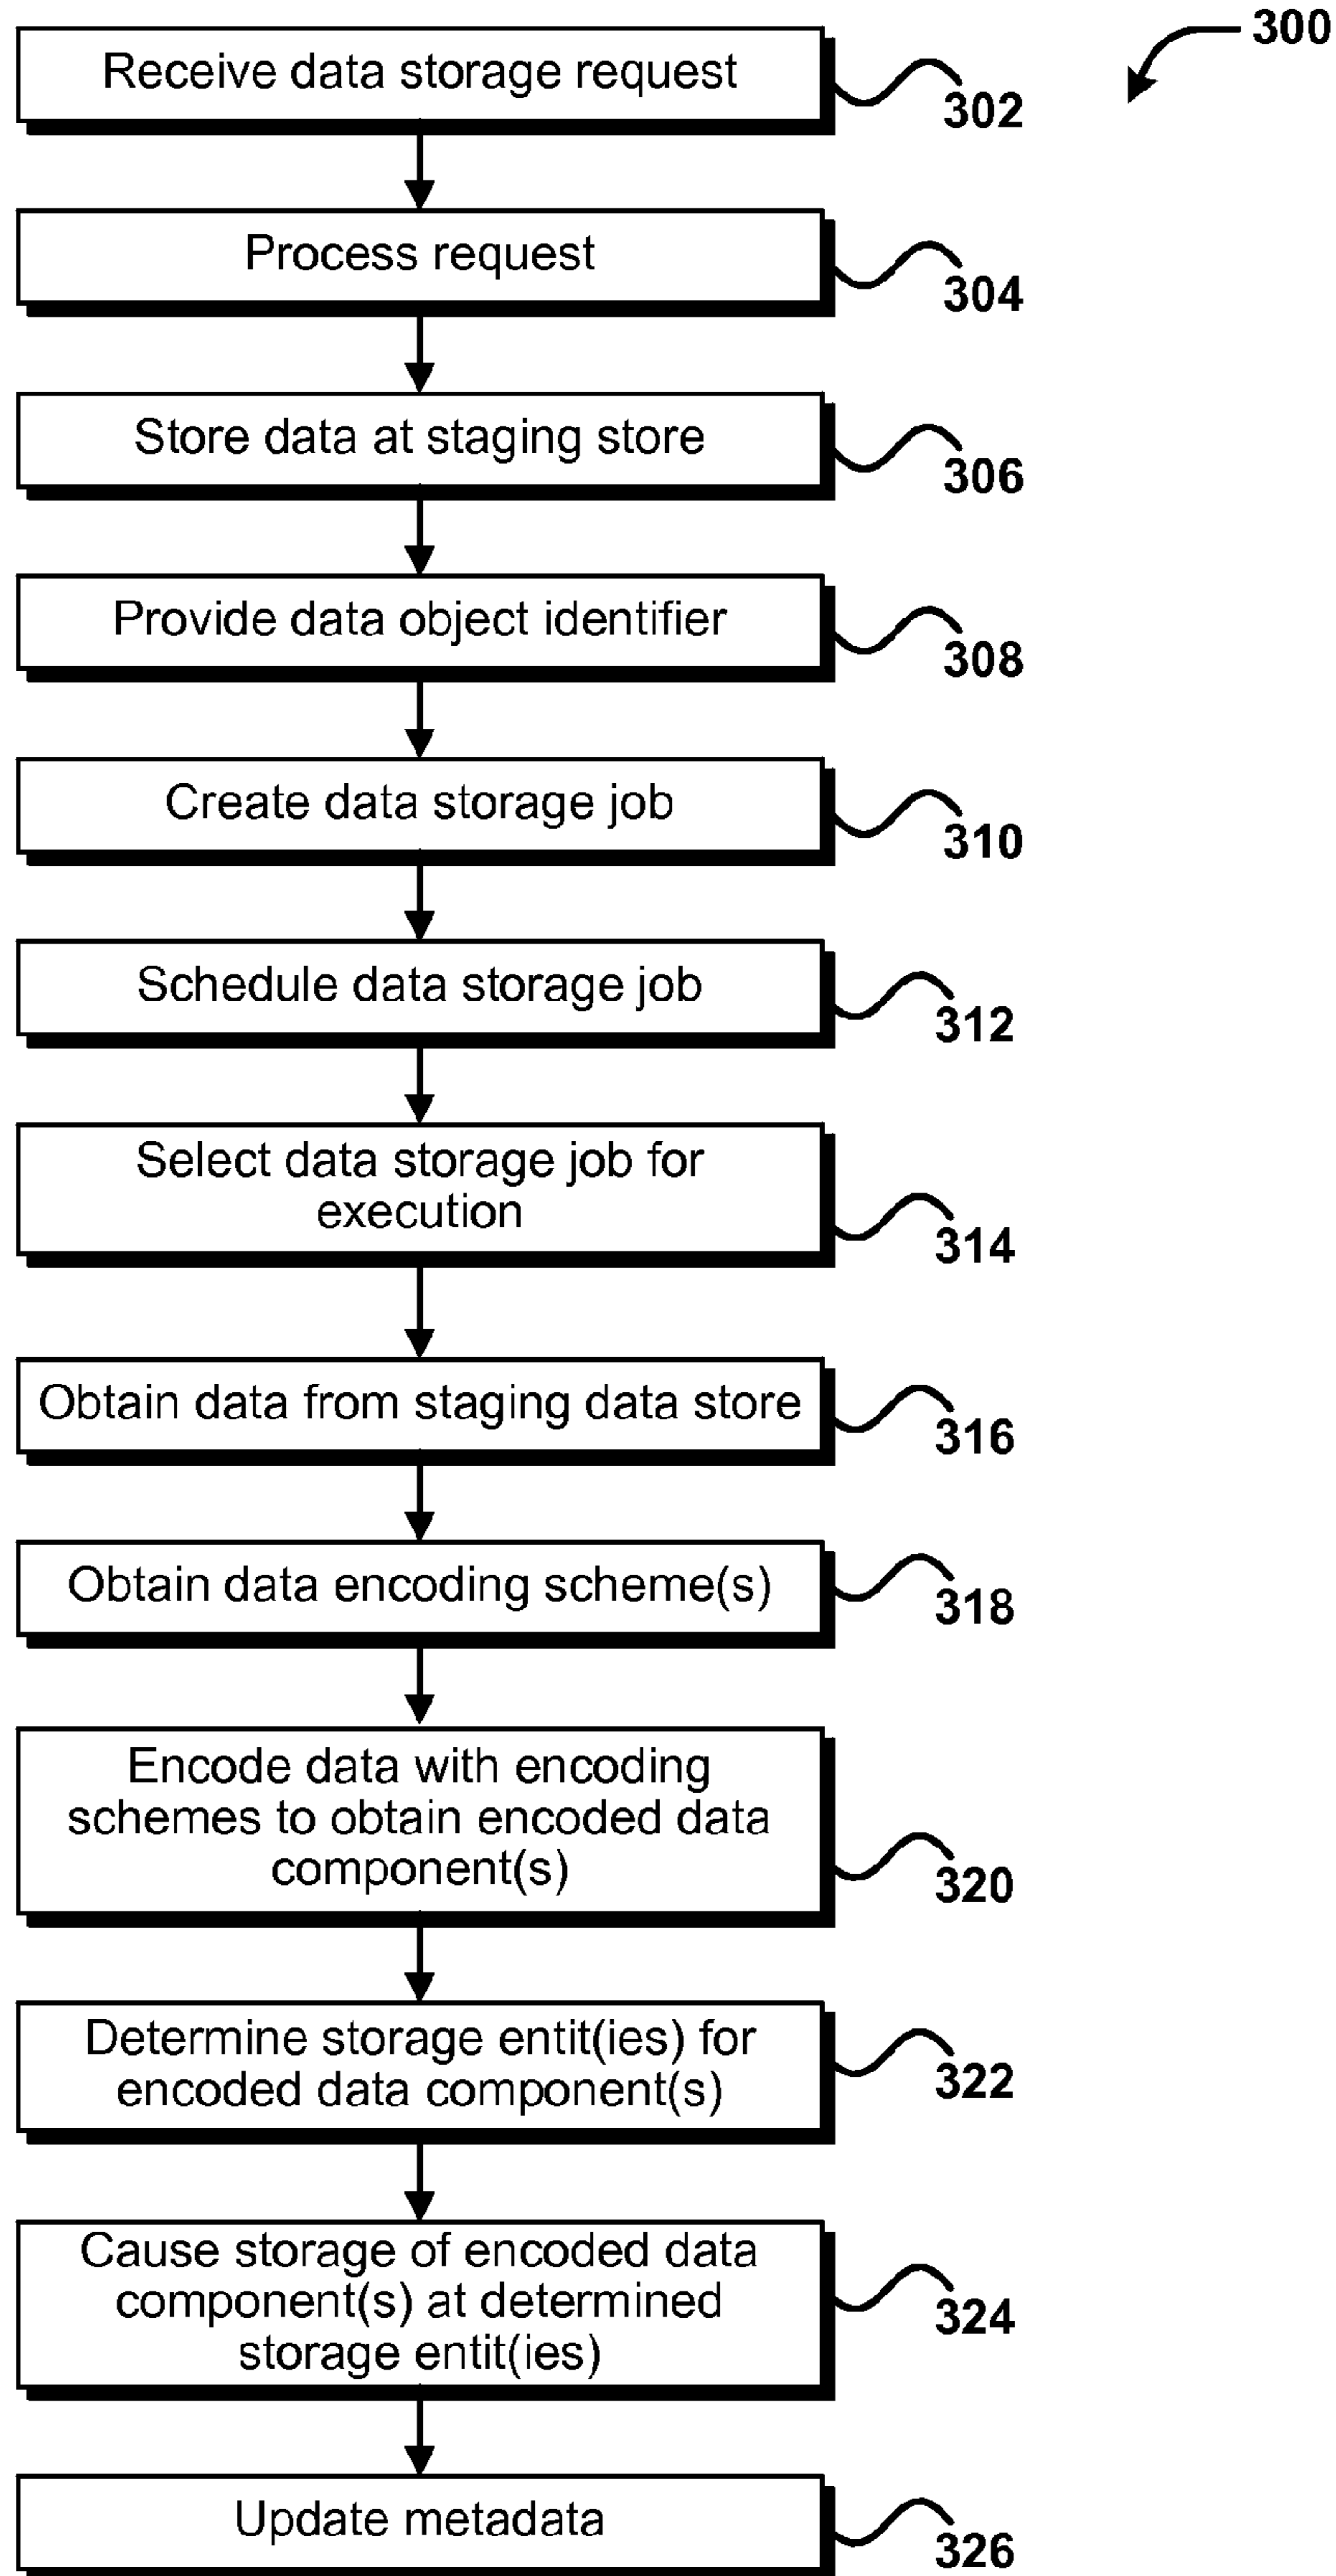 300
Receive data storage request
302
Process request
304
Store data at staging store
306
Provide data object identifier
308
Create data storage job
310
Schedule data storage job
312
Select data storage job for
execution
314
Obtain data from staging data store
316
Obtain data encoding scheme(s)
318
Encode data with encoding
schemes to obtain encoded data
component(s)
320
Determine storage entit(ies) for
encoded data component(s)
322
Cause storage of encoded data
component(s) at determined
storage entit(ies)
324
Update metadata
326